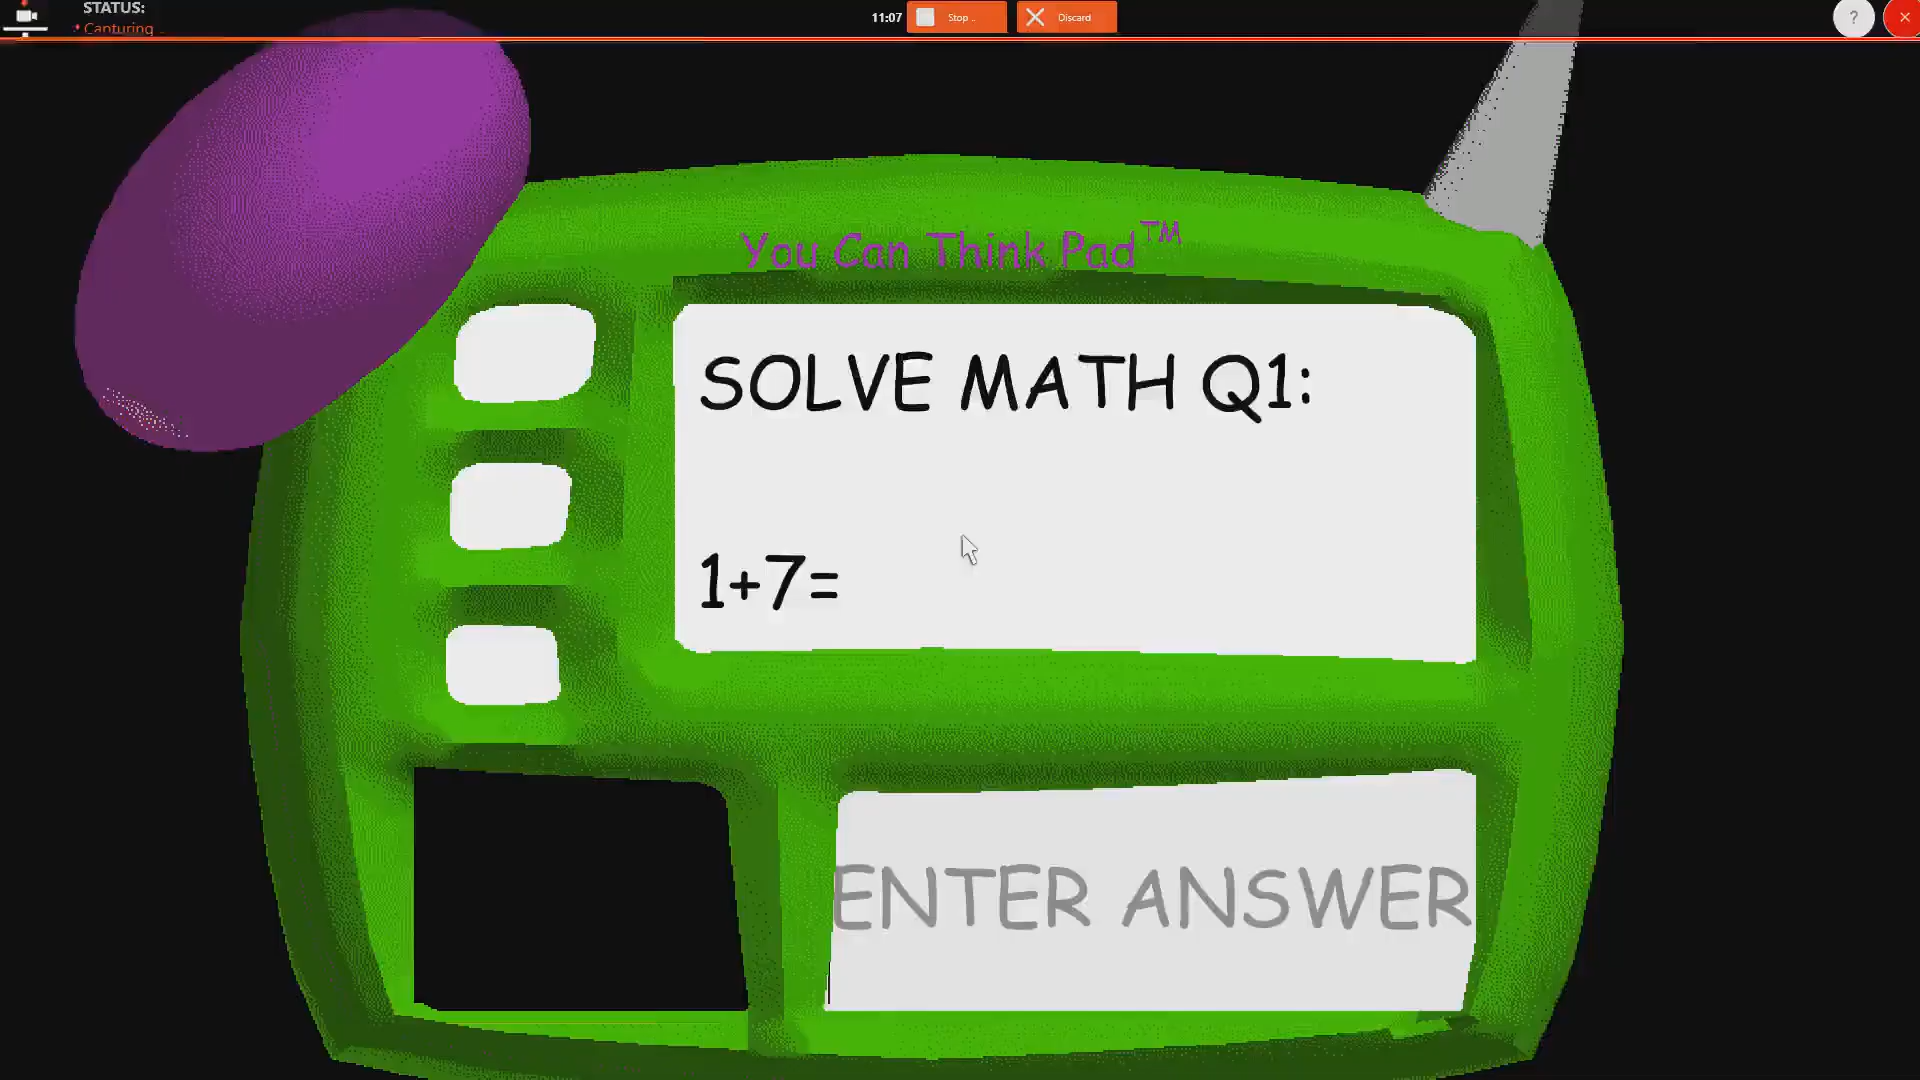 STATUS:
Capturing ..
11:07
Stop ..
Discard
?
You Can Think Pad™
SOLVE MATH Q1:
1+7=
ENTER ANSWER